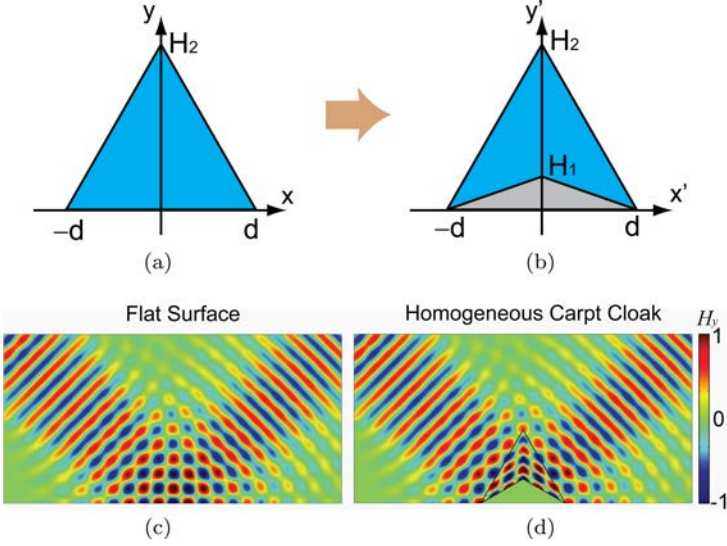 y
H₂
x
−d
d
(a)
y'
H₂
H₁
x'
−d
d
(b)
Flat Surface
Homogeneous Carpt Cloak
Hy
1
0
-1
(c)
(d)